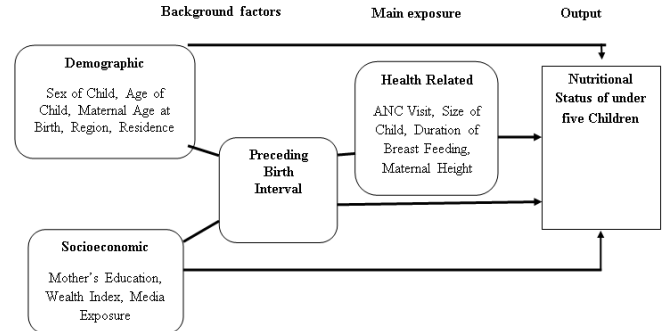 Background factors
Main exposure
Output
Demographic
Sex of Child, Age of
Child, Maternal Age at
Birth, Region, Residence
Health Related
ANC Visit, Size of
Child, Duration of
Breast Feeding,
Maternal Height
Nutritional
Status of under
five Children
Preceding
Birth
Interval
Socioeconomic
Mother's Education,
Wealth Index, Media
Exposure